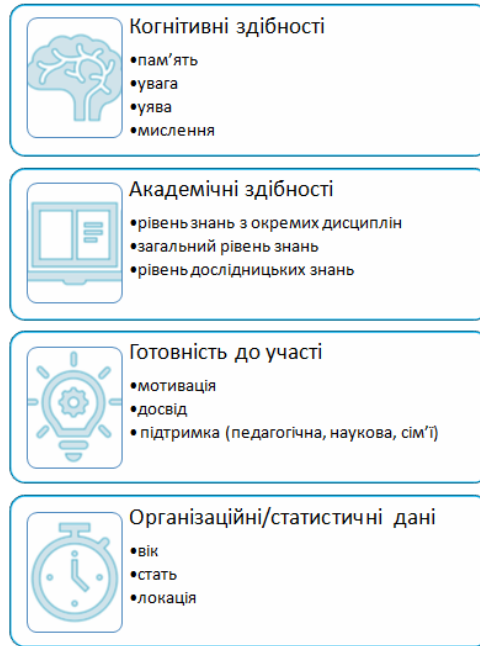 Когнітивні здібності
•пам’ять
•увага
•уява
•мислення
Академічні здібності
•рівень знань з окремих дисциплін
•загальний рівень знань
•рівень дослідницьких знань
Готовність до участі
•мотивація
•досвід
•підтримка (педагогічна, наукова, сім’ї)
Організаційні/статистичні дані
•вік
•стать
•локація